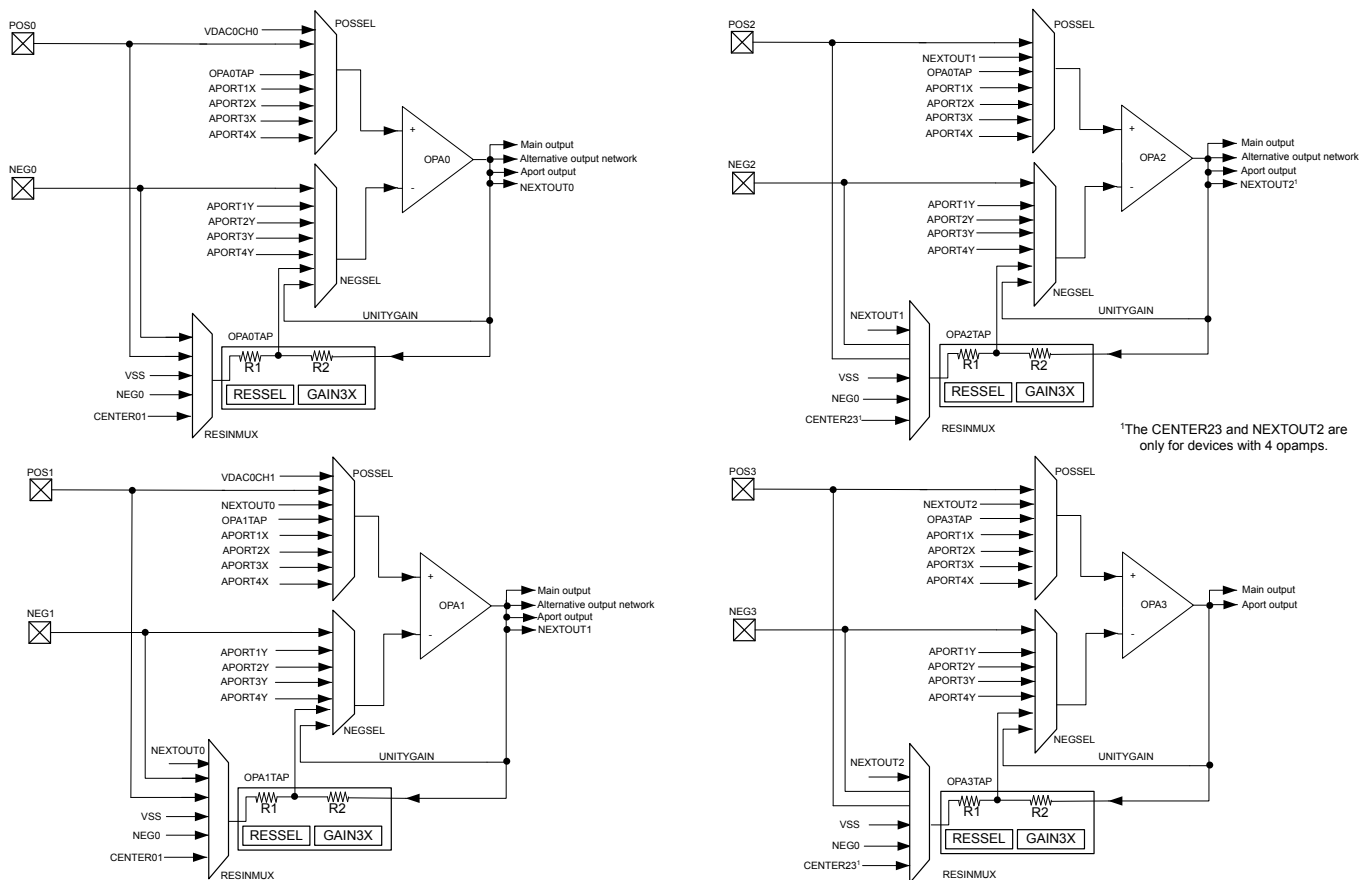 POS0
VDAC0CH0
POSSEL
OPA0TAP
APORT1X
APORT2X
APORT3X
APORT4X
+
OPA0
-
Main output
Alternative output network
Aport output
NEXTOUT0
NEG0
APORT1Y
APORT2Y
APORT3Y
APORT4Y
NEGSEL
UNITYGAIN
OPA0TAP
R1
R2
VSS
NEG0
CENTER01
RESSEL
GAIN3X
RESINMUX
POS2
POSSEL
NEXTOUT1
OPA0TAP
APORT1X
APORT2X
APORT3X
APORT4X
+
OPA2
-
Main output
Alternative output network
Aport output
NEXTOUT2¹
NEG2
APORT1Y
APORT2Y
APORT3Y
APORT4Y
NEGSEL
UNITYGAIN
NEXTOUT1
OPA2TAP
R1
R2
VSS
NEG0
CENTER23¹
RESSEL
GAIN3X
RESINMUX
¹The CENTER23 and NEXTOUT2 are
only for devices with 4 opamps.
POS1
VDAC0CH1
POSSEL
NEXTOUT0
OPA1TAP
APORT1X
APORT2X
APORT3X
APORT4X
+
OPA1
-
Main output
Alternative output network
Aport output
NEXTOUT1
NEG1
APORT1Y
APORT2Y
APORT3Y
APORT4Y
NEGSEL
UNITYGAIN
NEXTOUT0
OPA1TAP
R1
R2
VSS
NEG0
CENTER01
RESSEL
GAIN3X
RESINMUX
POS3
POSSEL
NEXTOUT2
OPA3TAP
APORT1X
APORT2X
APORT3X
APORT4X
+
OPA3
-
Main output
Aport output
NEG3
APORT1Y
APORT2Y
APORT3Y
APORT4Y
NEGSEL
UNITYGAIN
NEXTOUT2
OPA3TAP
R1
R2
VSS
NEG0
CENTER23¹
RESSEL
GAIN3X
RESINMUX